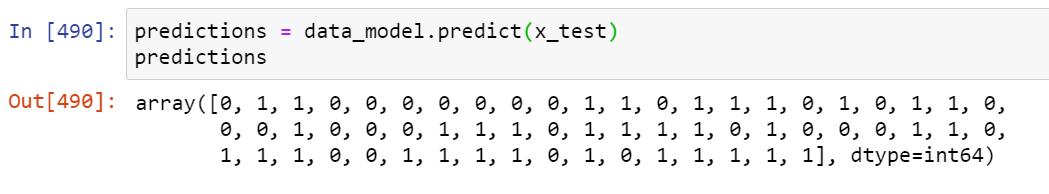 In [490]: predictions = data_model.predict(x_test)
predictions
Out[490]: array([0, 1, 1, 0, 0, 0, 0, 0, 0, 0, 1, 1, 0, 1, 1, 1, 0, 1, 0, 1, 1, 0,
0, 0, 1, 0, 0, 0, 1, 1, 1, 0, 1, 1, 1, 1, 0, 1, 0, 0, 0, 1, 1, 0,
1, 1, 1, 0, 0, 1, 1, 1, 1, 0, 1, 0, 1, 1, 1, 1, 1], dtype=int64)